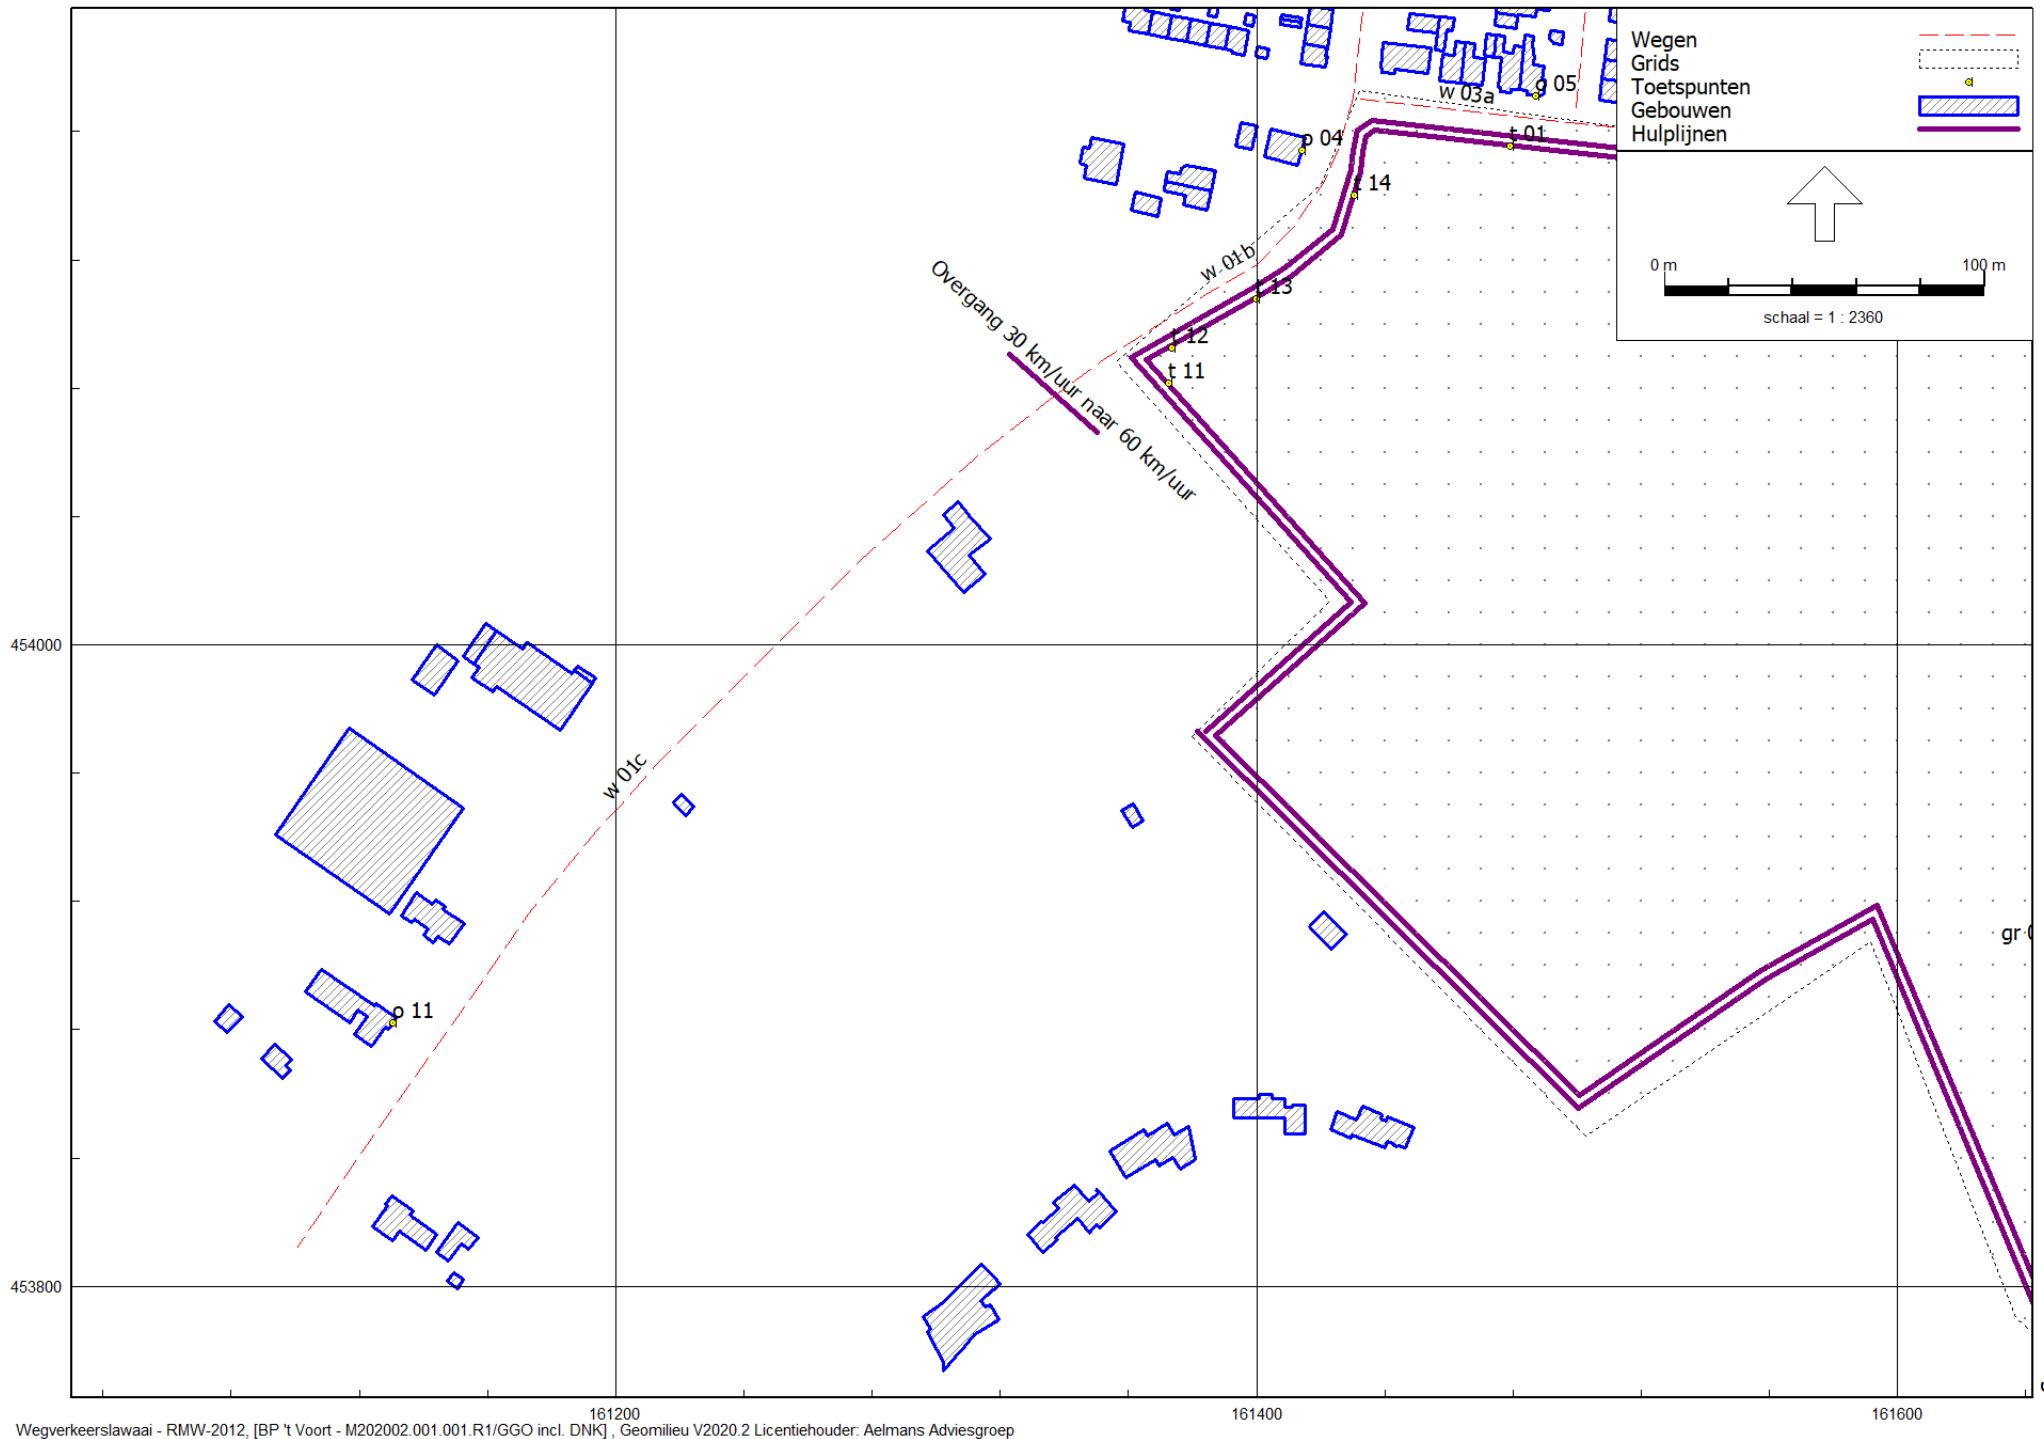 Wegen
Grids
Toetspunten
Gebouwen
Hulplijnen
0 m
100 m
schaal = 1 : 2360
o 05
w 03a
t 01
o 04
t 14
w 01b
t 13
t 12
t 11
Overgang 30 km/uur naar 60 km/uur
454000
w 01c
gr
o 11
453800
161200
161400
161600
Wegverkeerslawaai - RMW-2012, [BP 't Voort - M202002.001.001.R1/GGO incl. DNK] , Geomilieu V2020.2 Licentiehouder: Aelmans Adviesgroep